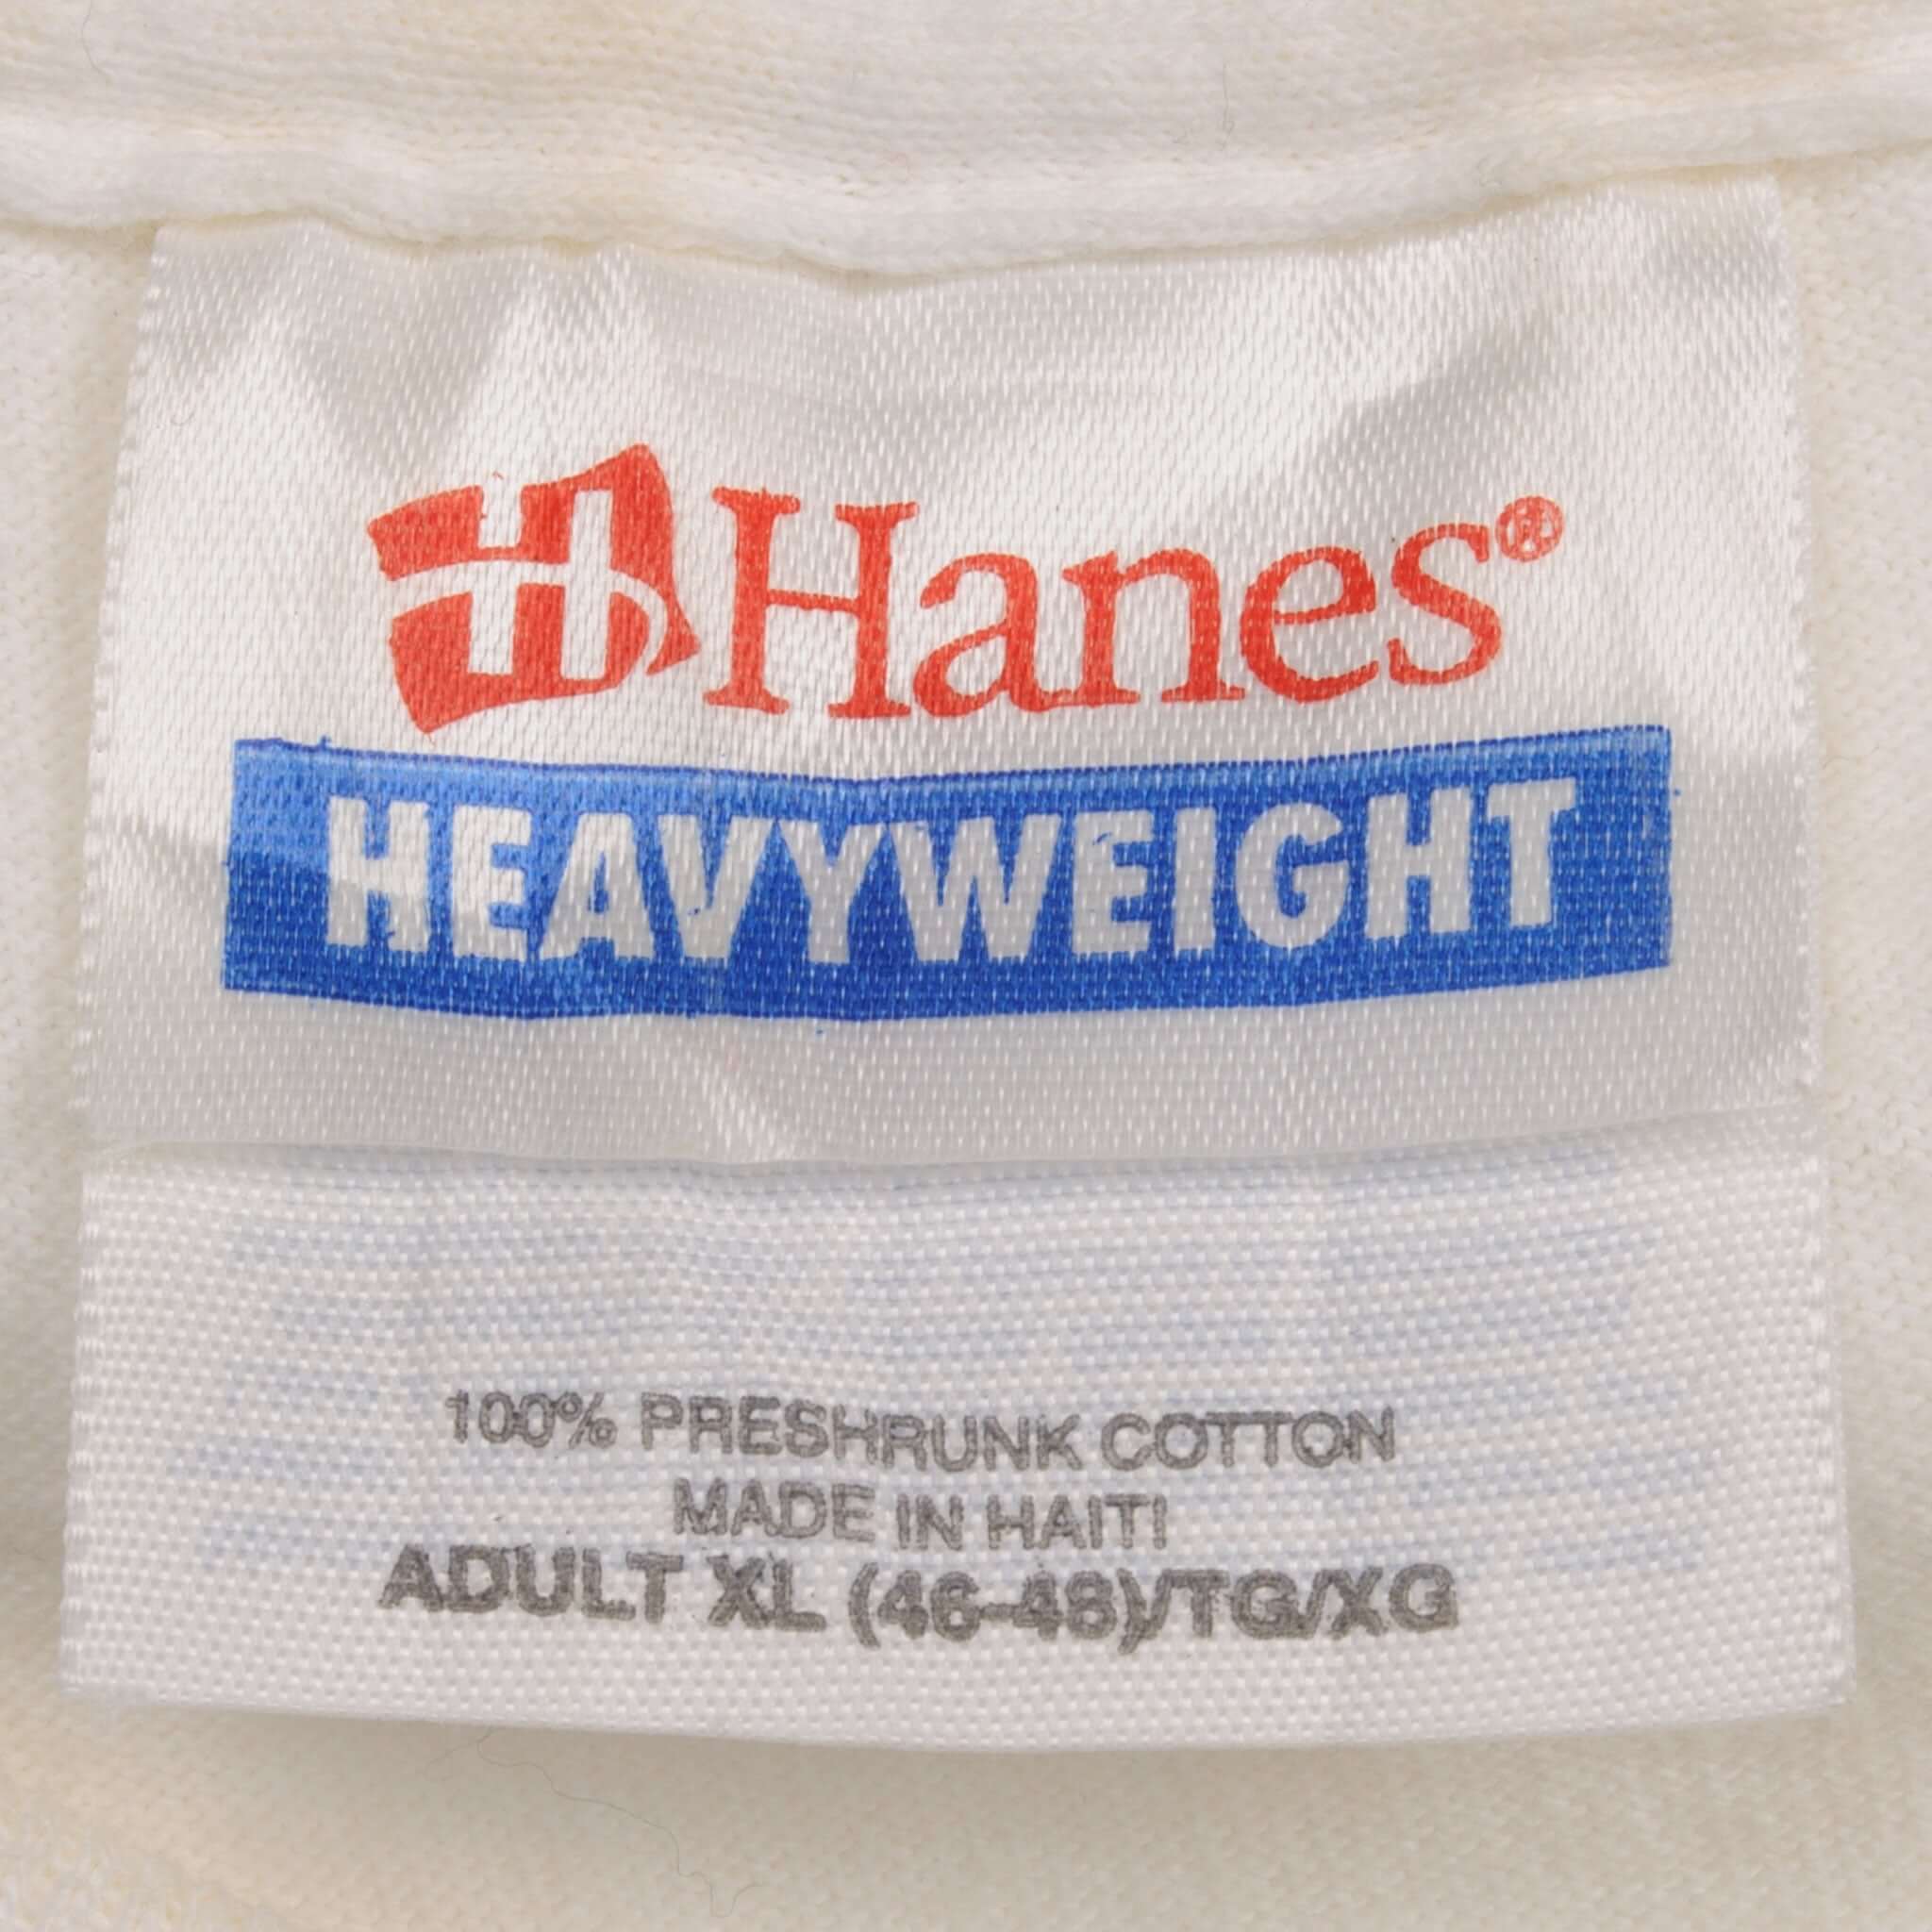 H Hanes®
HEAVYWEIGHT
100% PRESHRUNK COTTON
MADE IN HAITI
ADULT XL (46-48)/TG/XG